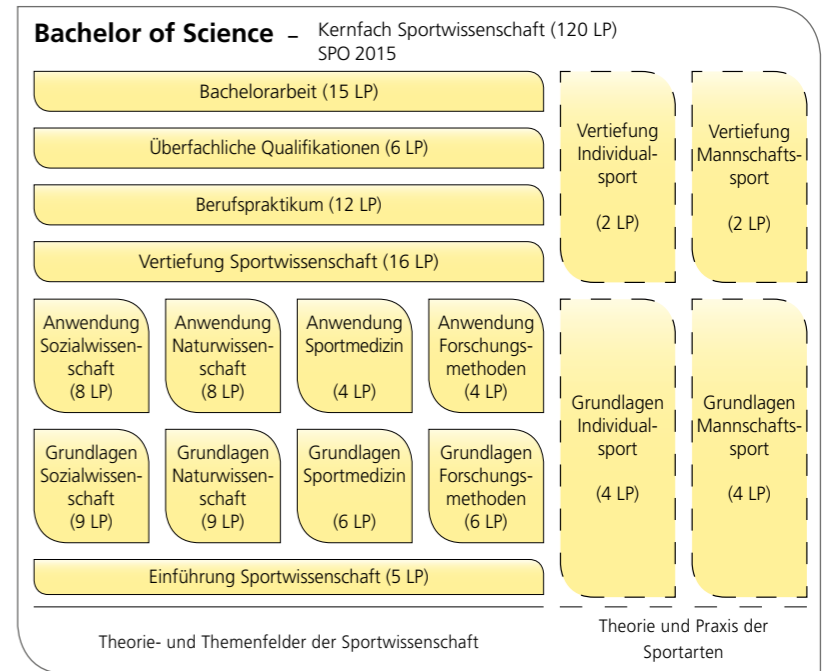 Bachelor of Science – Kernfach Sportwissenschaft (120 LP)
SPO 2015
Bachelorarbeit (15 LP)
Überfachliche Qualifikationen (6 LP)
Berufspraktikum (12 LP)
Vertiefung Sportwissenschaft (16 LP)
Vertiefung
Individual-
sport
(2 LP)
Vertiefung
Mannschafts-
sport
(2 LP)
Anwendung
Sozialwissen-
schaft
(8 LP)
Anwendung
Naturwissen-
schaft
(8 LP)
Anwendung
Sportmedizin
(4 LP)
Anwendung
Forschungs-
methoden
(4 LP)
Grundlagen
Sozialwissen-
schaft
(9 LP)
Grundlagen
Naturwissen-
schaft
(9 LP)
Grundlagen
Sportmedizin
(6 LP)
Grundlagen
Forschungs-
methoden
(6 LP)
Grundlagen
Individual-
sport
(4 LP)
Grundlagen
Mannschafts-
sport
(4 LP)
Einführung Sportwissenschaft (5 LP)
Theorie- und Themenfelder der Sportwissenschaft
Theorie und Praxis der
Sportarten